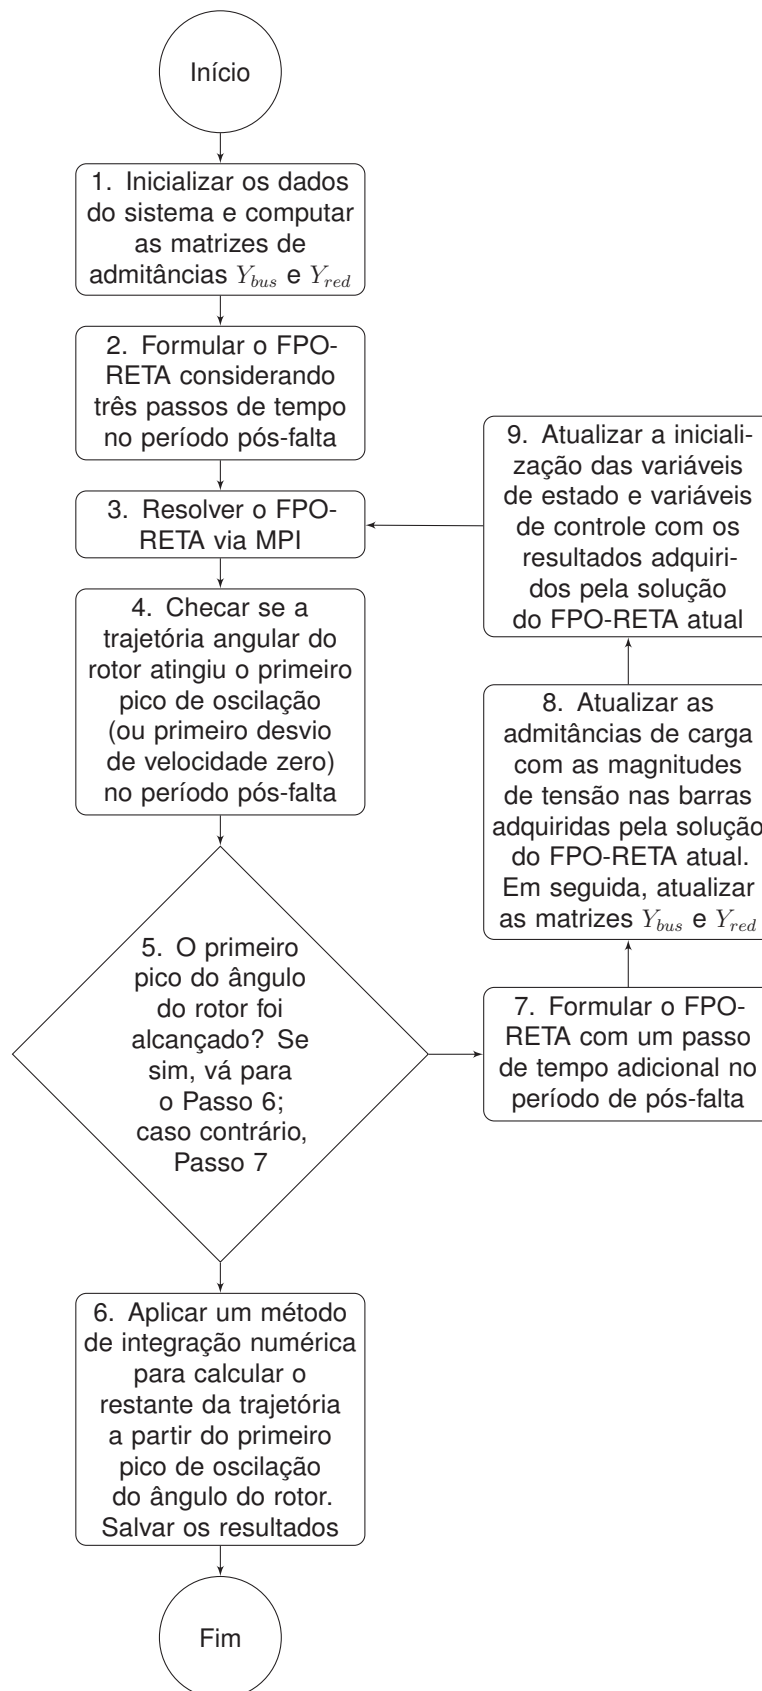 Início
1. Inicializar os dados
do sistema e computar
as matrizes de
admitâncias Y_{bus} e Y_{red}
2. Formular o FPO-
RETA considerando
três passos de tempo
no período pós-falta
3. Resolver o FPO-
RETA via MPI
4. Checar se a
trajetória angular do
rotor atingiu o primeiro
pico de oscilação
(ou primeiro desvio
de velocidade zero)
no período pós-falta
5. O primeiro
pico do ângulo
do rotor foi
alcançado? Se
sim, vá para
o Passo 6;
caso contrário,
Passo 7
6. Aplicar um método
de integração numérica
para calcular o
restante da trajetória
a partir do primeiro
pico de oscilação
do ângulo do rotor.
Salvar os resultados
Fim
7. Formular o FPO-
RETA com um passo
de tempo adicional no
período de pós-falta
8. Atualizar as
admitâncias de carga
com as magnitudes
de tensão nas barras
adquiridas pela solução
do FPO-RETA atual.
Em seguida, atualizar
as matrizes Y_{bus} e Y_{red}
9. Atualizar a iniciali-
zação das variáveis
de estado e variáveis
de controle com os
resultados adquiri-
dos pela solução
do FPO-RETA atual